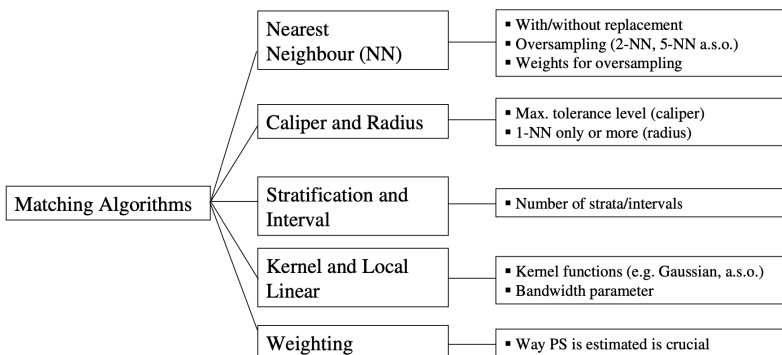 Matching Algorithms
Nearest
Neighbour (NN)
▪ With/without replacement
▪ Oversampling (2-NN, 5-NN a.s.o.)
▪ Weights for oversampling
Caliper and Radius
▪ Max. tolerance level (caliper)
▪ 1-NN only or more (radius)
Stratification and
Interval
▪ Number of strata/intervals
Kernel and Local
Linear
▪ Kernel functions (e.g. Gaussian, a.s.o.)
▪ Bandwidth parameter
Weighting
▪ Way PS is estimated is crucial